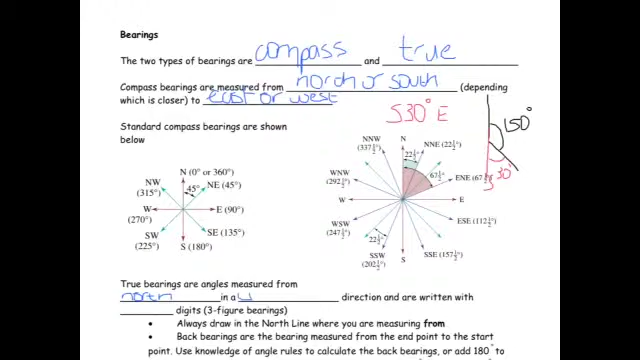 Bearings
The two types of bearings are compass and true
Compass bearings are measured from north or south (depending
which is closer) to east or west
S30° E
150°
30°
Standard compass bearings are shown
below
N (0° or 360°)
NW
(315°)
45°
NE (45°)
W
(270°)
E (90°)
SW
(225°)
SE (135°)
S (180°)
NNW
(337½°)
N
NNE (22½°)
22½°
67½°
WNW
(292½°)
ENE (67½°)
W
E
WSW
(247½°)
ESE (112½°)
22½°
SSW
(202½°)
S
SSE (157½°)
True bearings are angles measured from
north in a direction and are written with
digits (3-figure bearings)
• Always draw in the North Line where you are measuring from
• Back bearings are the bearing measured from the end point to the start
point. Use knowledge of angle rules to calculate the back bearings, or add 180° to